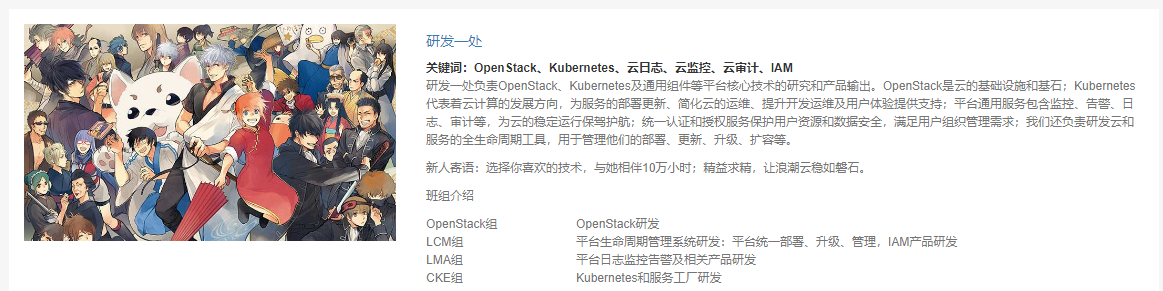 研发一处
关键词：OpenStack、Kubernetes、云日志、云监控、云审计、IAM
研发一处负责OpenStack、Kubernetes及通用组件等平台核心技术的研究和产品输出。OpenStack是云的基础设施和基石；Kubernetes
代表着云计算的发展方向，为服务的部署更新、简化云的运维、提升开发运维及用户体验提供支持；平台通用服务包含监控、告警、日
志、审计等，为云的稳定运行保驾护航；统一认证和授权服务保护用户资源和数据安全，满足用户组织管理需求；我们还负责研发云和
服务的全生命周期工具，用于管理他们的部署、更新、升级、扩容等。
新人寄语：选择你喜欢的技术，与她相伴10万小时；精益求精，让浪潮云稳如磐石。
班组介绍
OpenStack组 OpenStack研发
LCM组 平台生命周期管理系统研发：平台统一部署、升级、管理，IAM产品研发
LMA组 平台日志监控告警及相关产品研发
CKE组 Kubernetes和服务工厂研发